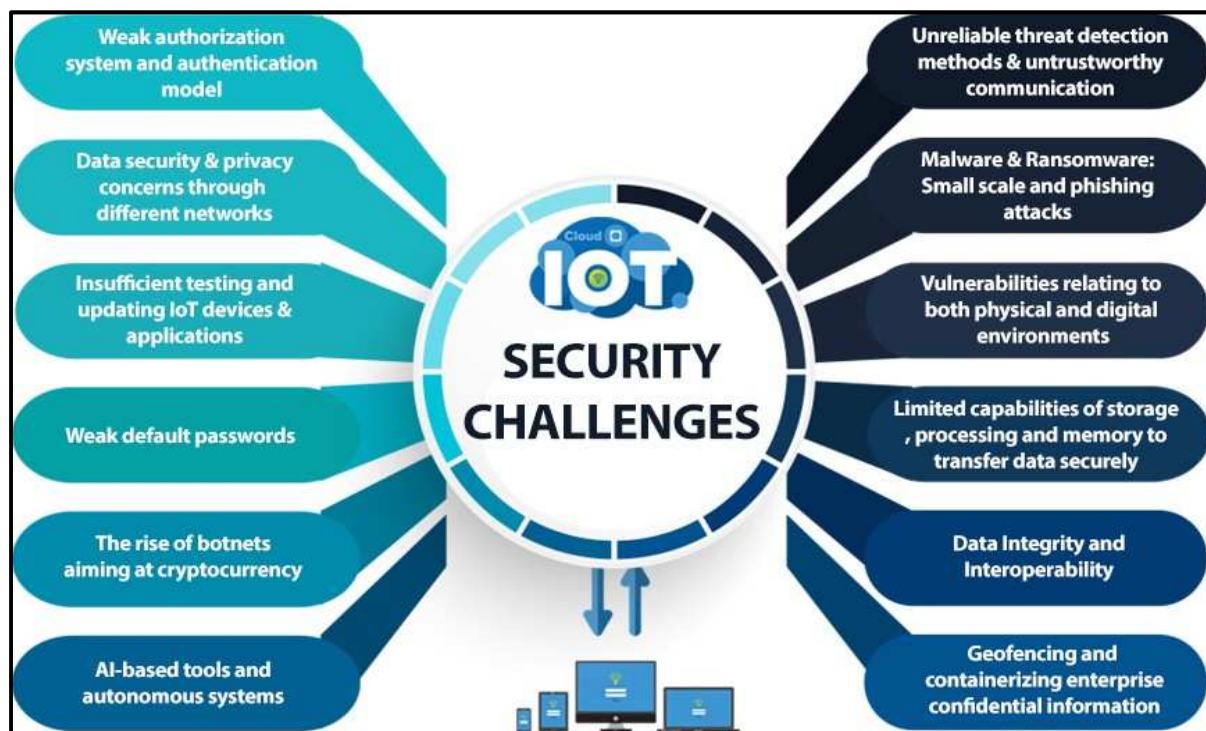 Weak authorization
system and authentication
model
Data security & privacy
concerns through
different networks
Insufficient testing and
updating IoT devices &
applications
Weak default passwords
The rise of botnets
aiming at cryptocurrency
AI-based tools and
autonomous systems
Cloud
IOT
SECURITY
CHALLENGES
Unreliable threat detection
methods & untrustworthy
communication
Malware & Ransomware:
Small scale and phishing
attacks
Vulnerabilities relating to
both physical and digital
environments
Limited capabilities of storage
, processing and memory to
transfer data securely
Data Integrity and
Interoperability
Geofencing and
containerizing enterprise
confidential information